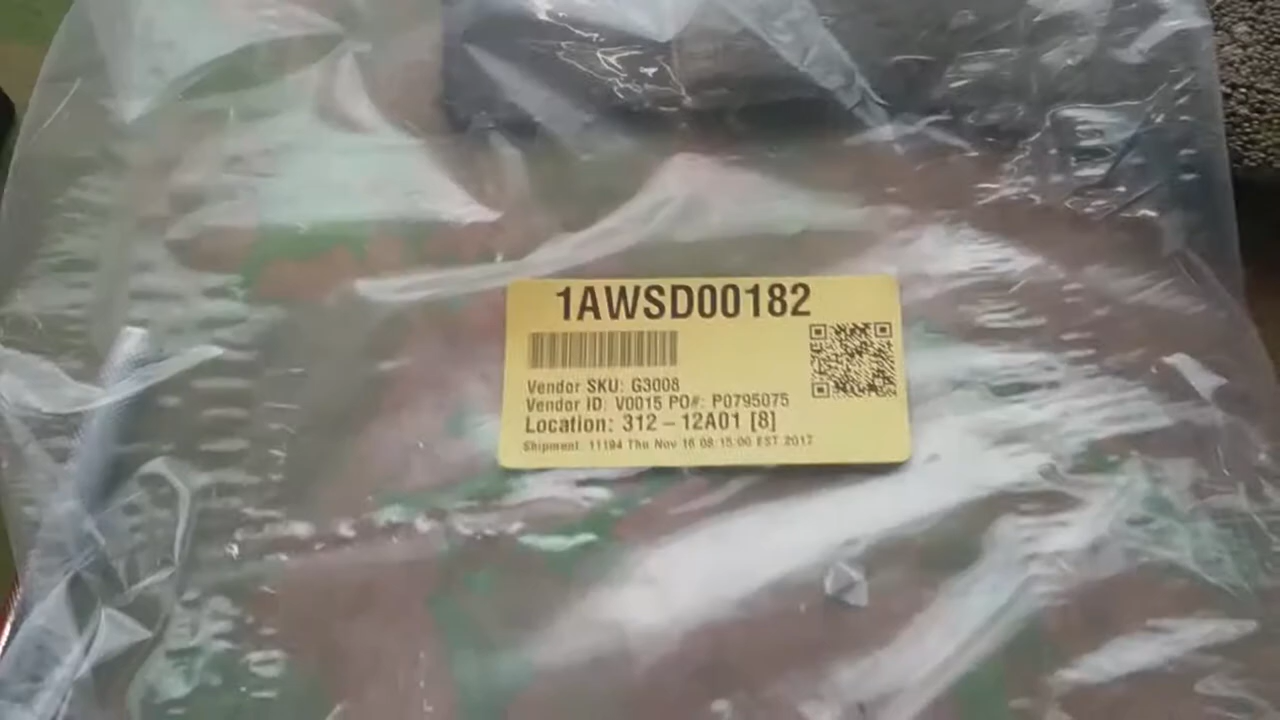 1AWSD00182
Vendor SKU: G3008
Vendor ID: V0015 PO#: P0795075
Location: 312 – 12A01 [8]
Shipment: 11194 Thu Nov 16 08:15:00 EST 2017